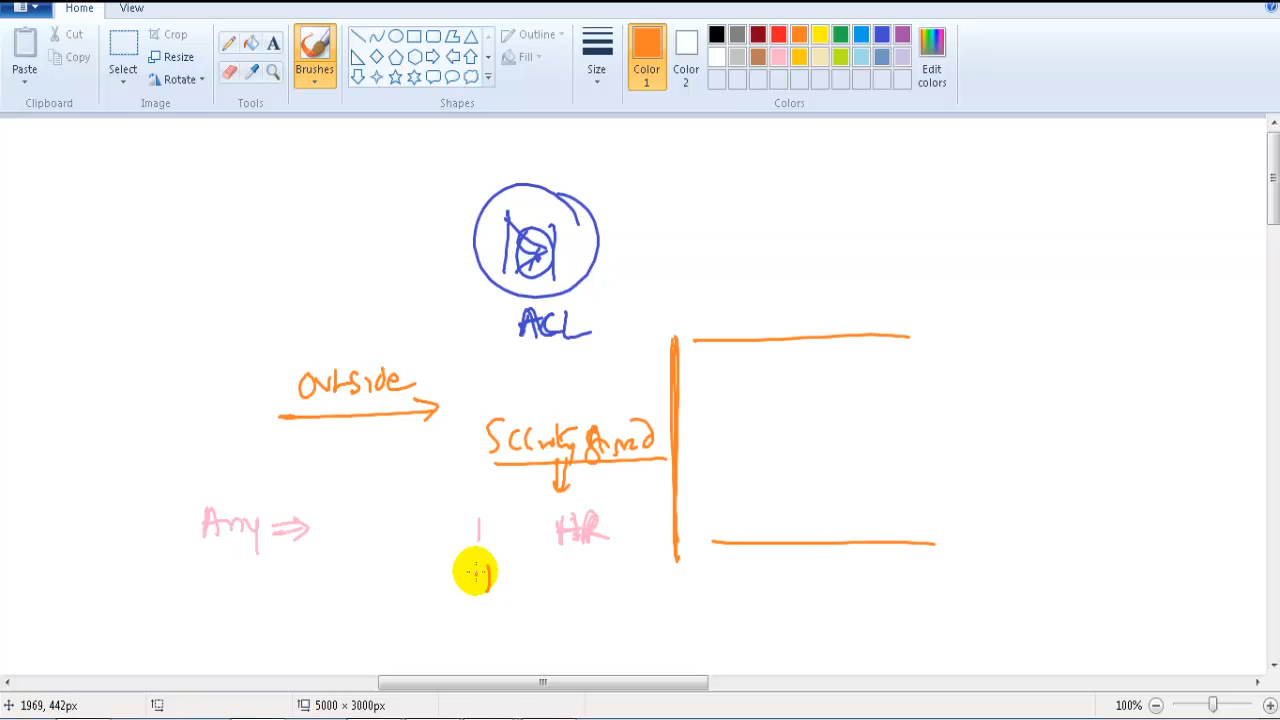 Home
View
Cut
Copy
Paste
Clipboard
Crop
Resize
Rotate
Select
Image
A
Tools
Brushes
Outline
Fill
Shapes
Size
Color
1
Color
2
Edit
colors
Colors
ACL
Outside
Any ⇒
1
HR
1969, 442px
5000 × 3000px
100%